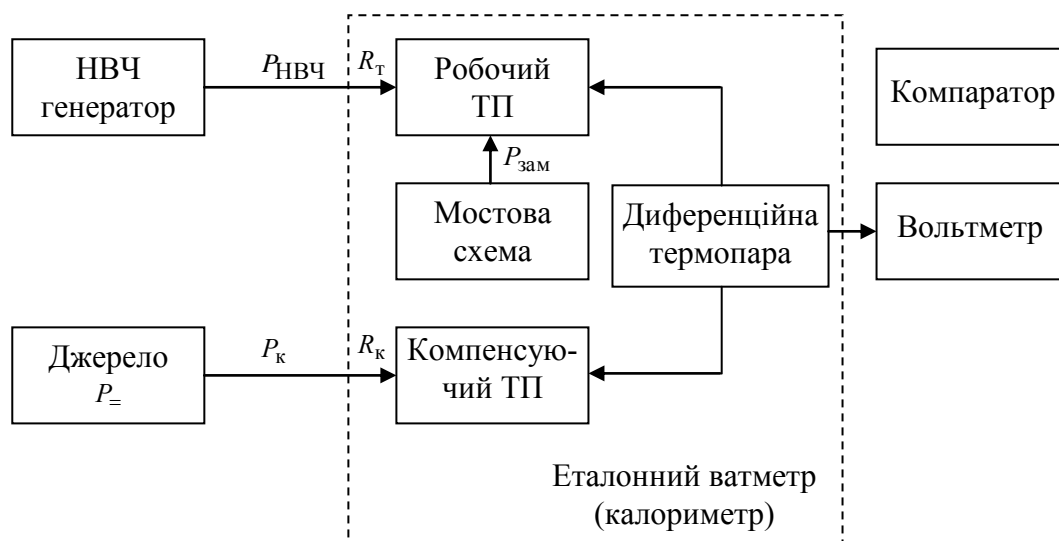 НВЧ
генератор
PНВЧ
Rт
Робочий
ТП
Компаратор
Pзам
Мостова
схема
Диференційна
термопара
Вольтметр
Джерело
P=
Pк
Rк
Компенсую-
чий ТП
Еталонний ватметр
(калориметр)